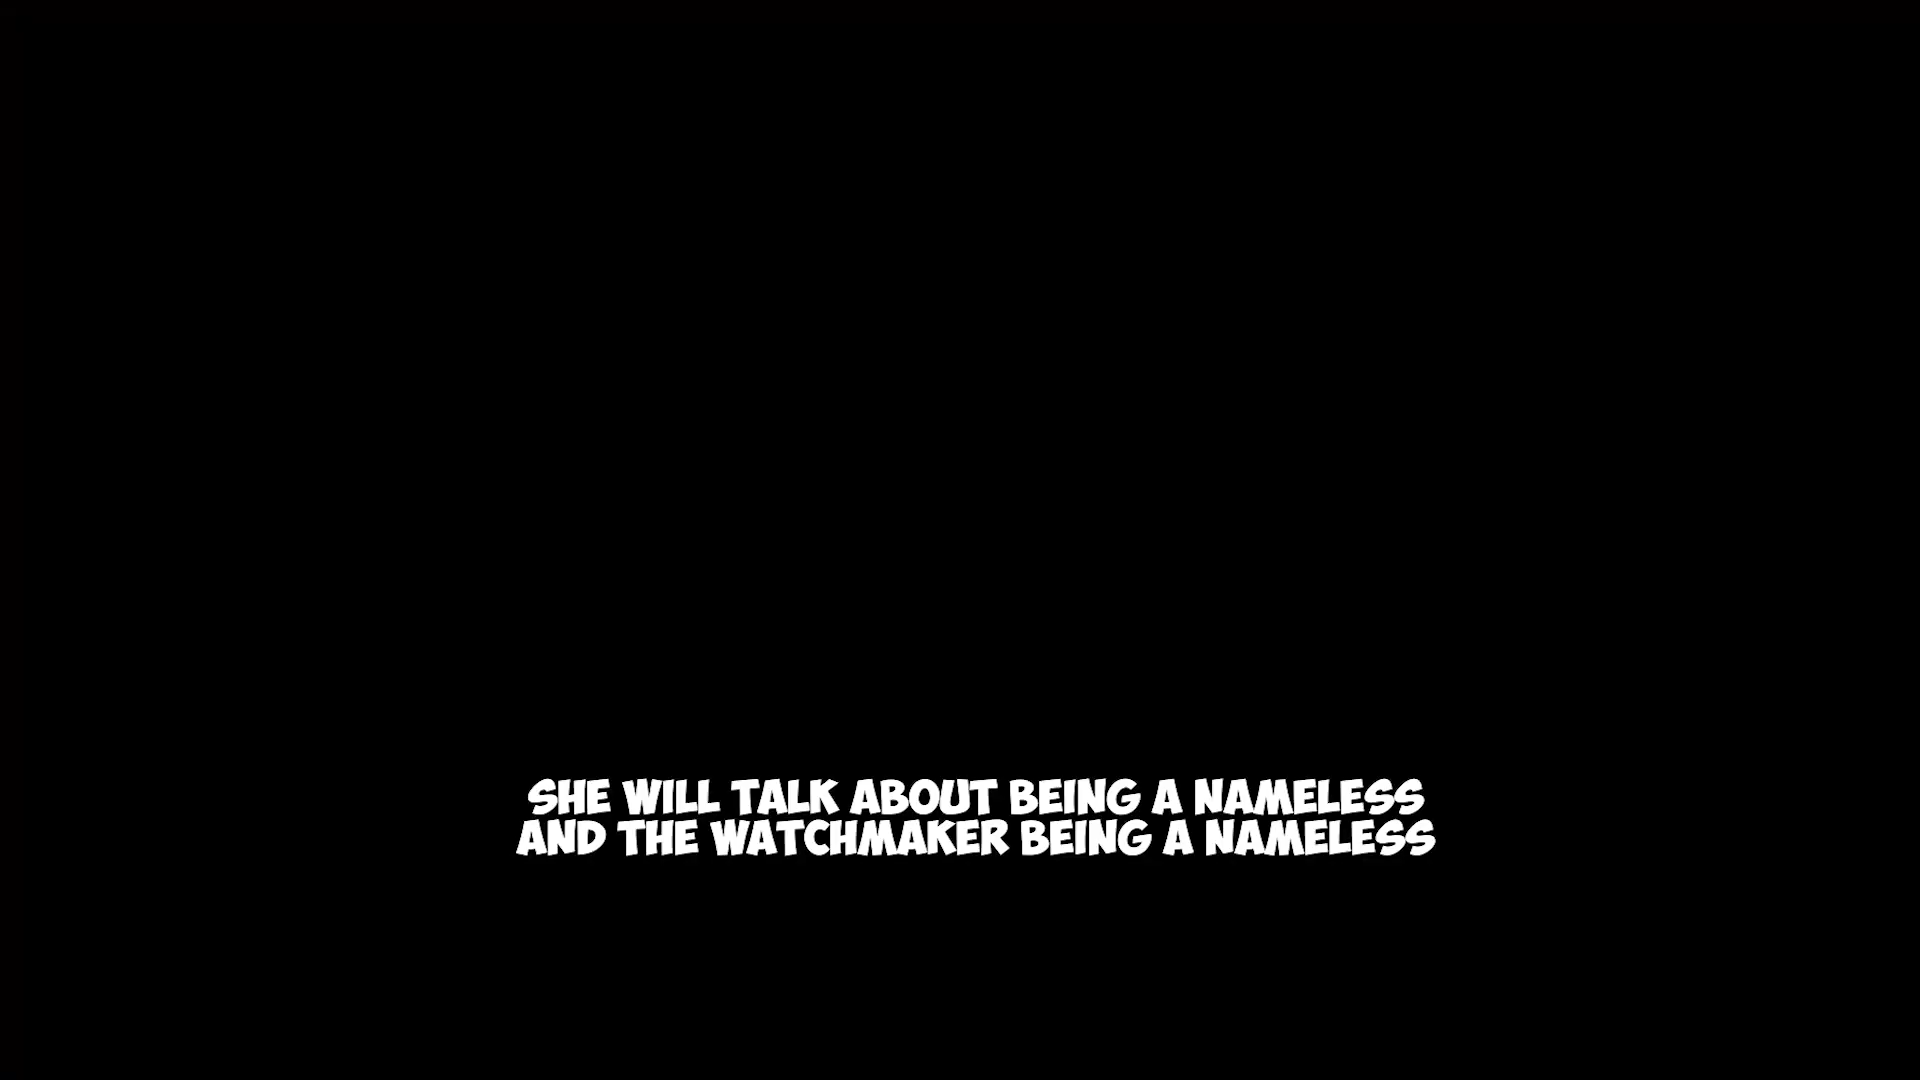 SHE WILL TALK ABOUT BEING A NAMELESS
AND THE WATCHMAKER BEING A NAMELESS